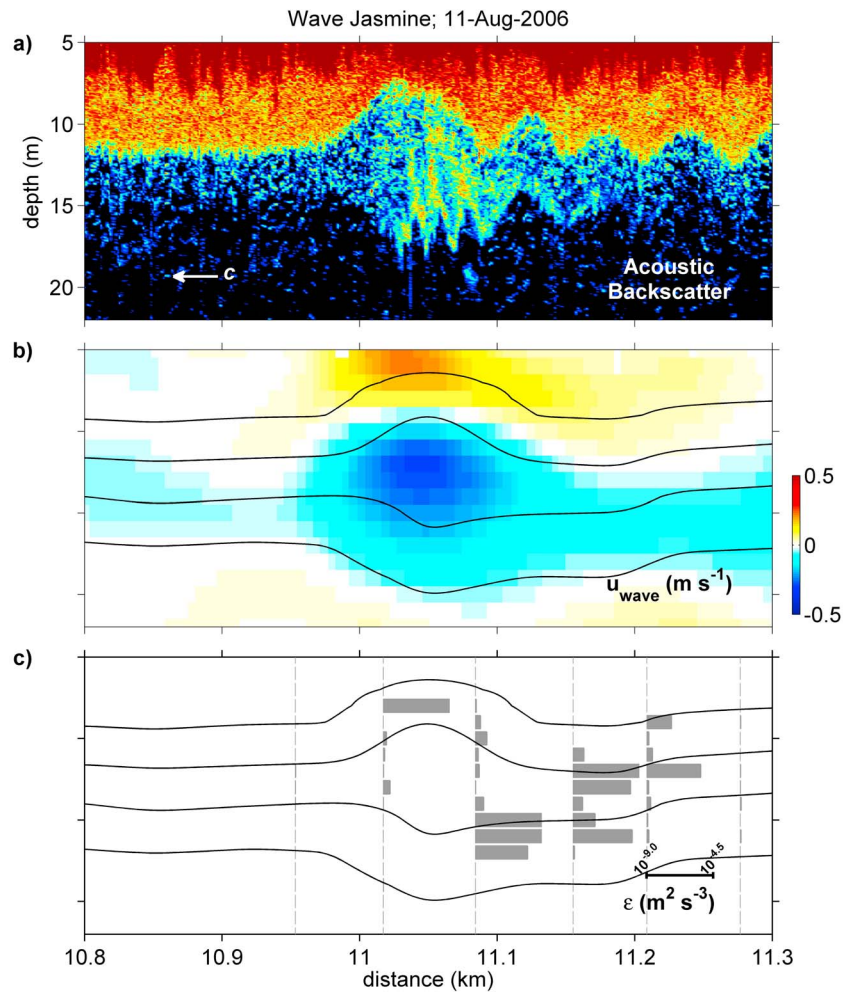 Wave Jasmine; 11-Aug-2006
a)
5
10
15
20
depth (m)
c
Acoustic
Backscatter
b)
0.5
0
-0.5
u_wave (m s⁻¹)
c)
10⁻⁹·⁰
10⁻⁴·⁵
ε (m² s⁻³)
10.8
10.9
11
11.1
11.2
11.3
distance (km)